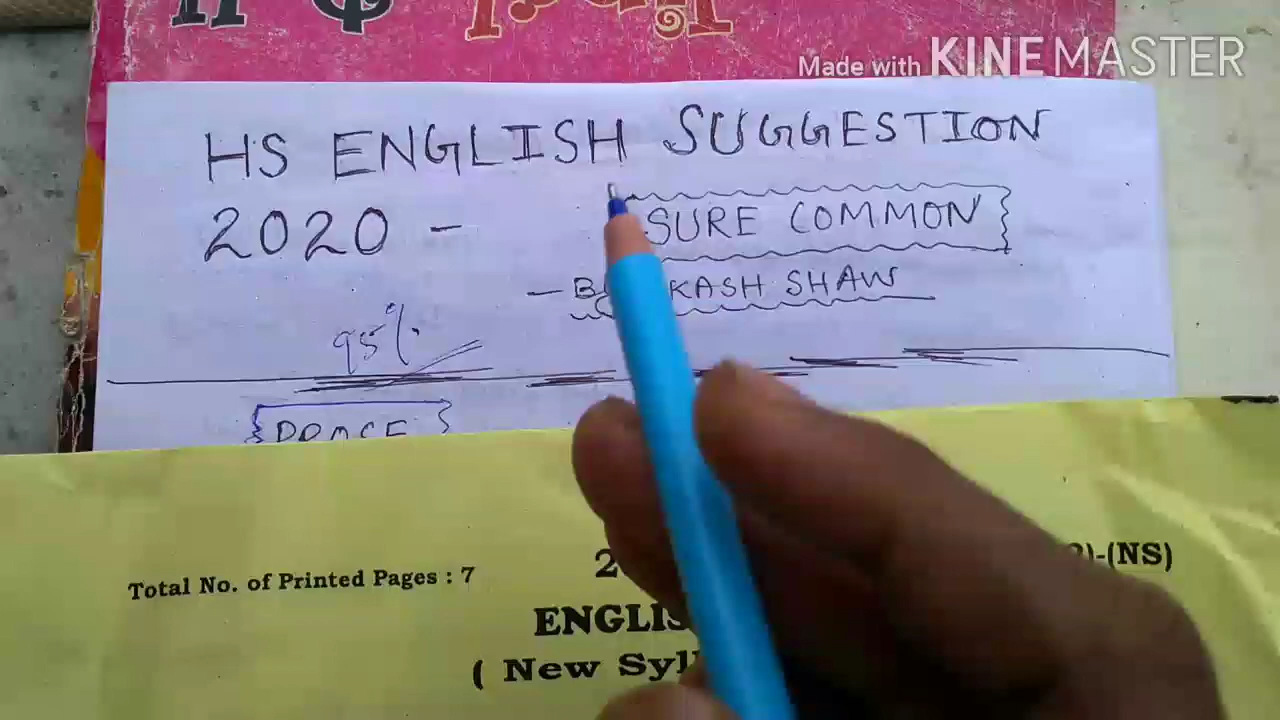 Made with KINEMASTER
HS ENGLISH SUGGESTION
2020 - SURE COMMON
— KASH SHAW
95%
Total No. of Printed Pages : 7
2 )-(NS)
ENGLIS
( New Syl